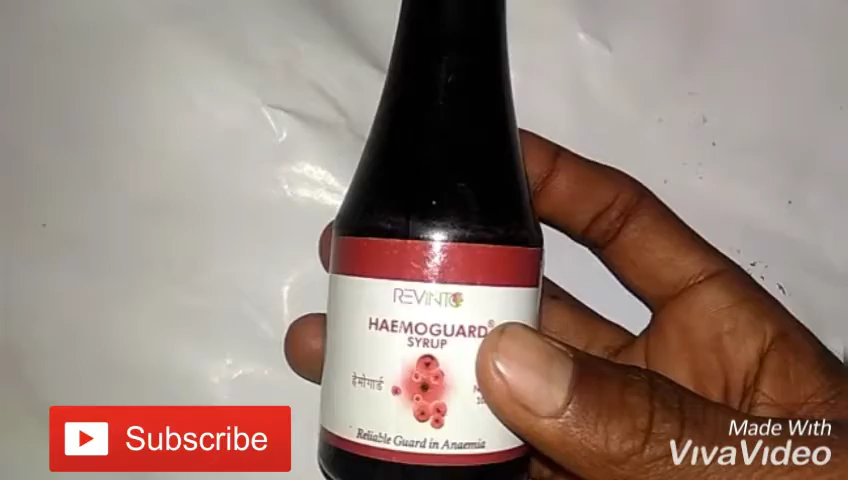 REVINTO
HAEMOGUARD®
SYRUP
हेमोगार्ड
Reliable Guard in Anaemia
Subscribe
Made With
VivaVideo